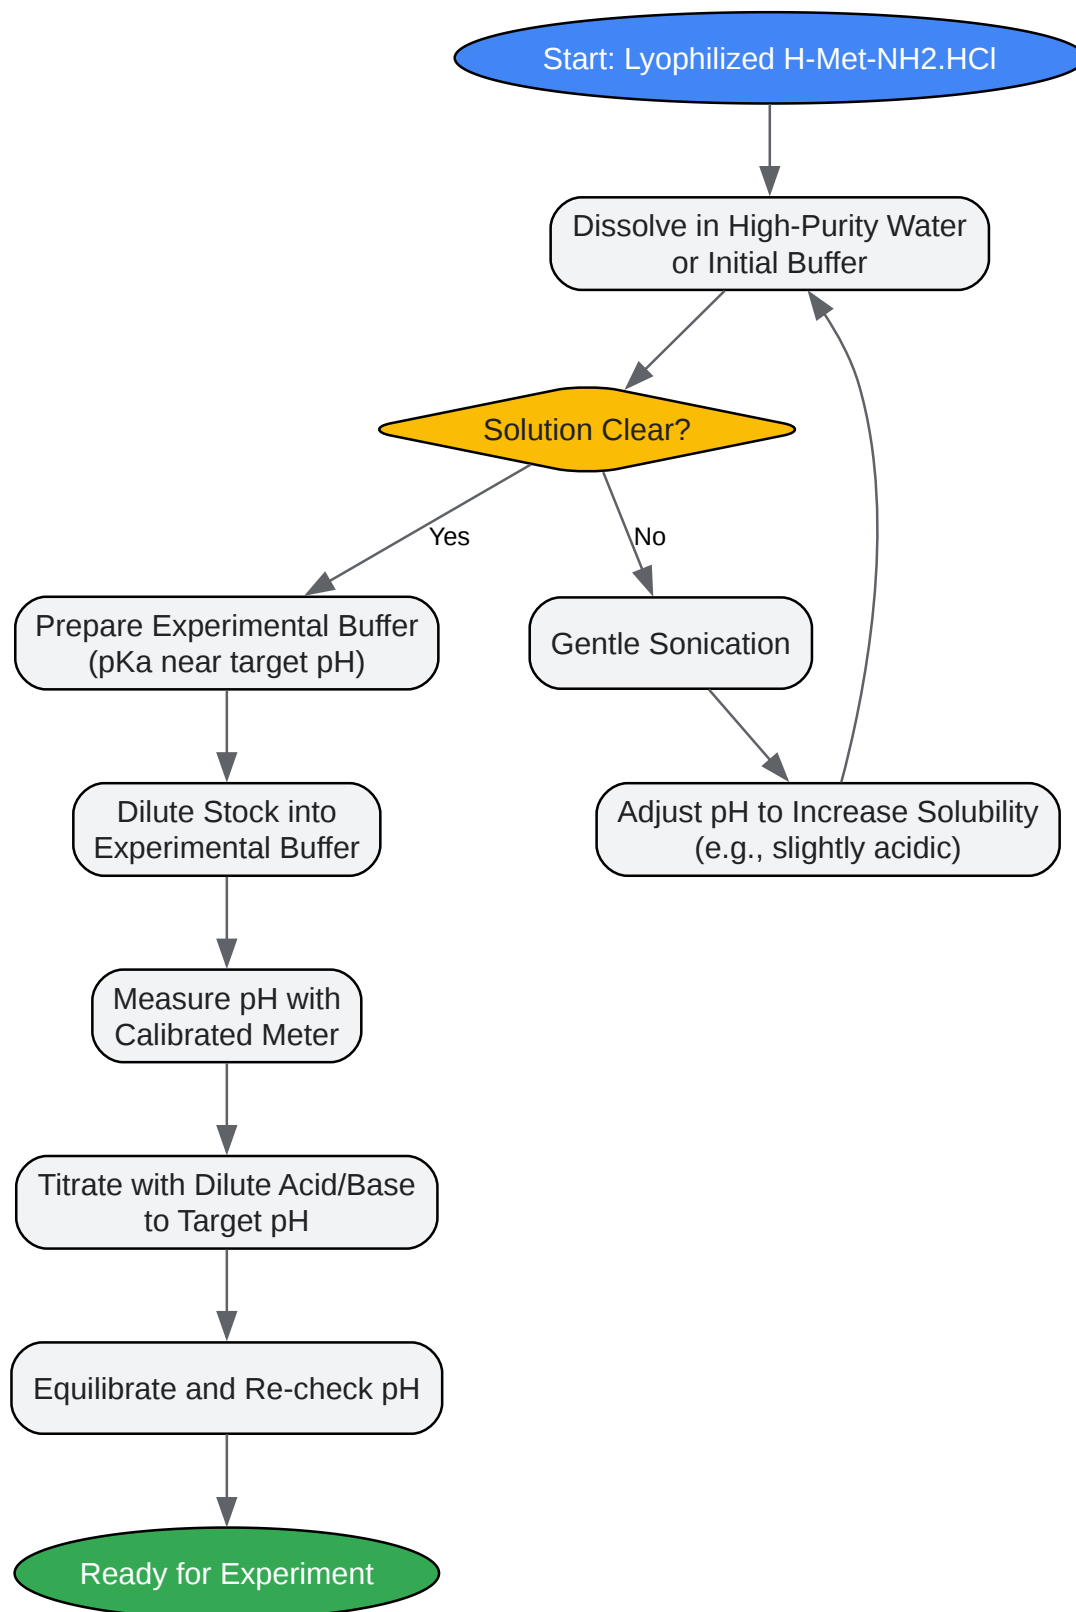 Start: Lyophilized H-Met-NH2.HCl
Dissolve in High-Purity Water
or Initial Buffer
Solution Clear?
Yes
No
Prepare Experimental Buffer
(pKa near target pH)
Gentle Sonication
Dilute Stock into
Experimental Buffer
Adjust pH to Increase Solubility
(e.g., slightly acidic)
Measure pH with
Calibrated Meter
Titrate with Dilute Acid/Base
to Target pH
Equilibrate and Re-check pH
Ready for Experiment